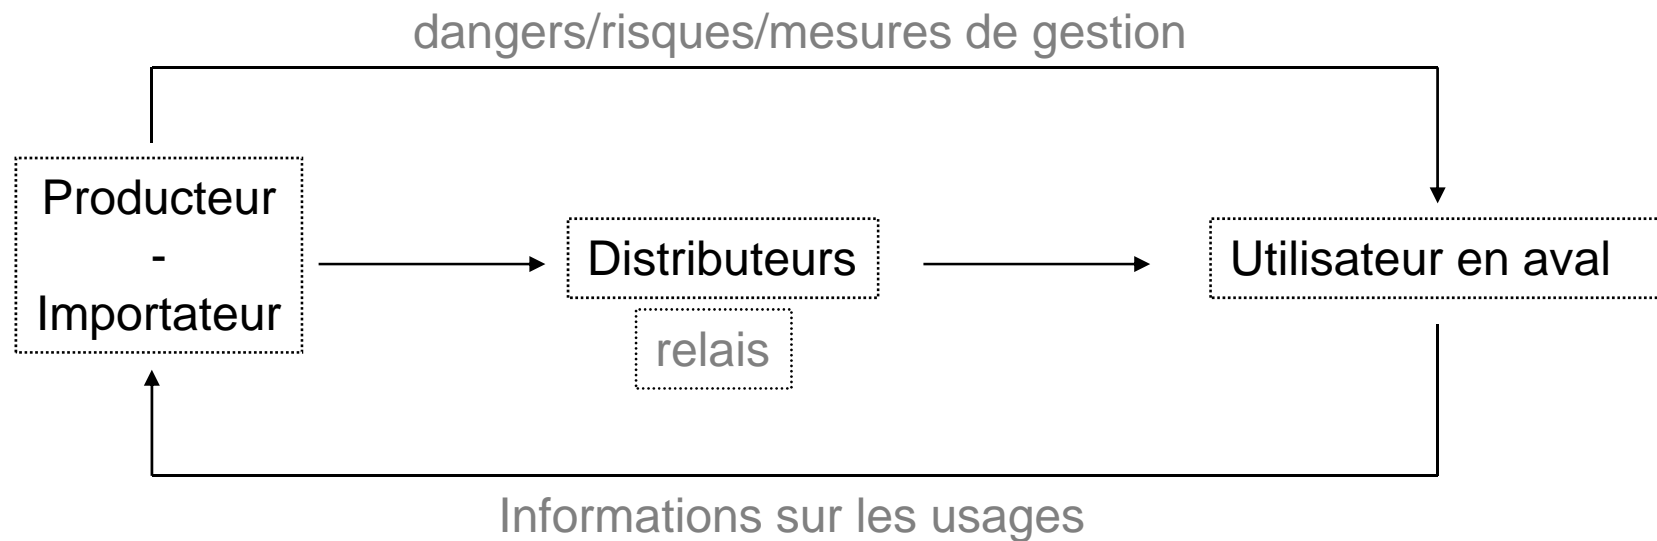 dangers/risques/mesures de gestion
Producteur
-
Importateur
Distributeurs
relais
Utilisateur en aval
Informations sur les usages